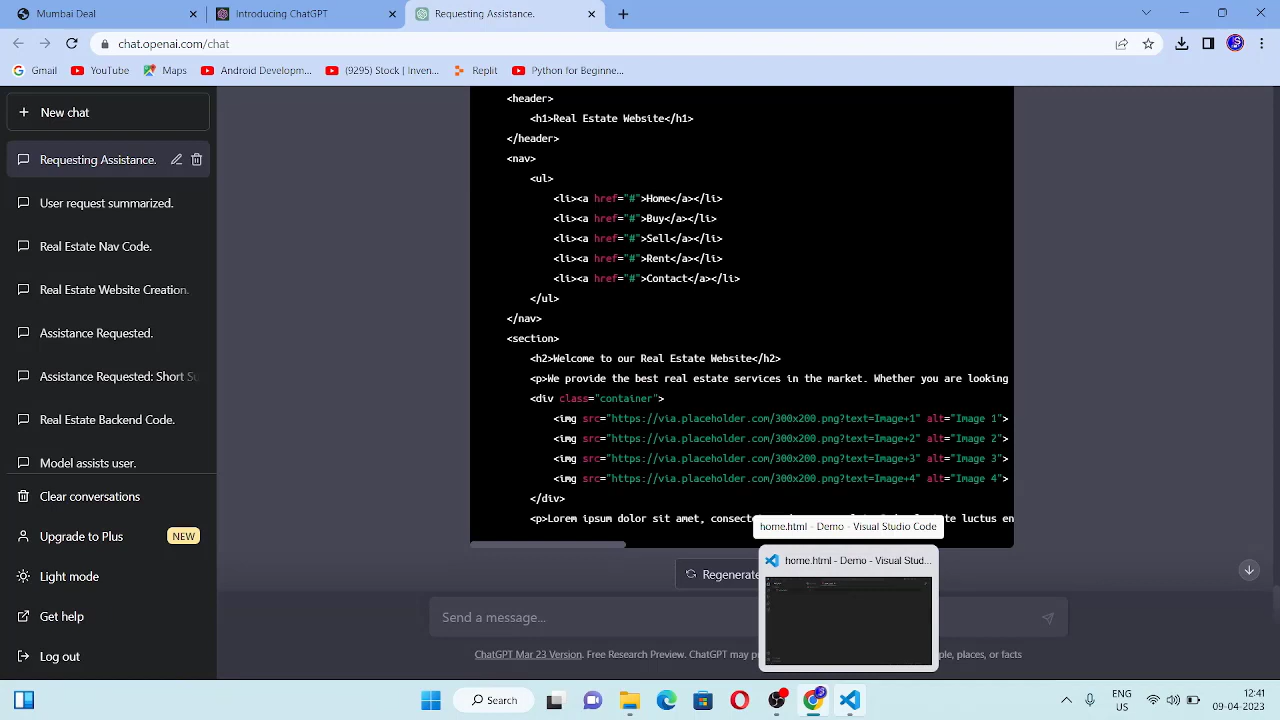 Mumbai Deal
Introducing ChatGPT
Requesting Assistance.
chat.openai.com/chat
Gmail
YouTube
Maps
Android Developm...
(9295) Stock | Inven...
Replit
Python for Beginne...
New chat
Requesting Assistance.
User request summarized.
Real Estate Nav Code.
Real Estate Website Creation.
Assistance Requested.
Assistance Requested: Short Su
Real Estate Backend Code.
Model assists user.
Clear conversations
Upgrade to Plus NEW
Light mode
Get help
Log out
<header>
<h1>Real Estate Website</h1>
</header>
<nav>
<ul>
<li><a href="#">Home</a></li>
<li><a href="#">Buy</a></li>
<li><a href="#">Sell</a></li>
<li><a href="#">Rent</a></li>
<li><a href="#">Contact</a></li>
</ul>
</nav>
<section>
<h2>Welcome to our Real Estate Website</h2>
<p>We provide the best real estate services in the market. Whether you are looking
<div class="container">
<img src="https://via.placeholder.com/300x200.png?text=Image+1" alt="Image 1">
<img src="https://via.placeholder.com/300x200.png?text=Image+2" alt="Image 2">
<img src="https://via.placeholder.com/300x200.png?text=Image+3" alt="Image 3">
<img src="https://via.placeholder.com/300x200.png?text=Image+4" alt="Image 4">
</div>
<p>Lorem ipsum dolor sit amet, luctus en
home.html - Demo - Visual Studio Code
home.html - Demo - Visual Stud...
Regenerate
Send a message...
ChatGPT Mar 23 Version. Free Research Preview. ChatGPT may people, places, or facts
Search
ENG
US
12:41
09-04-2023